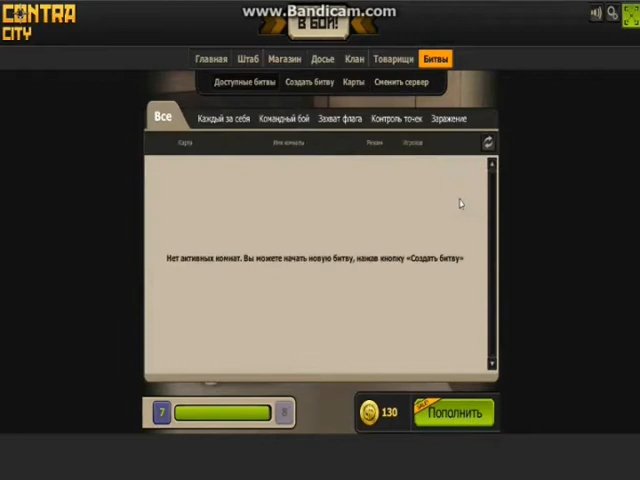 www.Bandicam.com
CONTRA
CITY
В БОЙ!
Главная Штаб Магазин Досье Клан Товарищи Битвы
Доступные битвы Создать битву Карты Сменить сервер
Все Каждый за себя Командный бой Захват флага Контроль точек Заражение
Карта Имя комнаты Режим Игроков
Нет активных комнат. Вы можете начать новую битву, нажав кнопку «Создать битву»
7 8 130 Пополнить